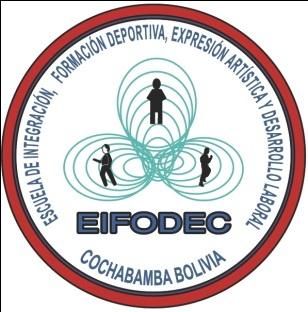 ESCUELA DE INTEGRACIÓN, FORMACIÓN DEPORTIVA, EXPRESIÓN ARTÍSTICA Y DESARROLLO LABORAL
EIFODEC
COCHABAMBA BOLIVIA